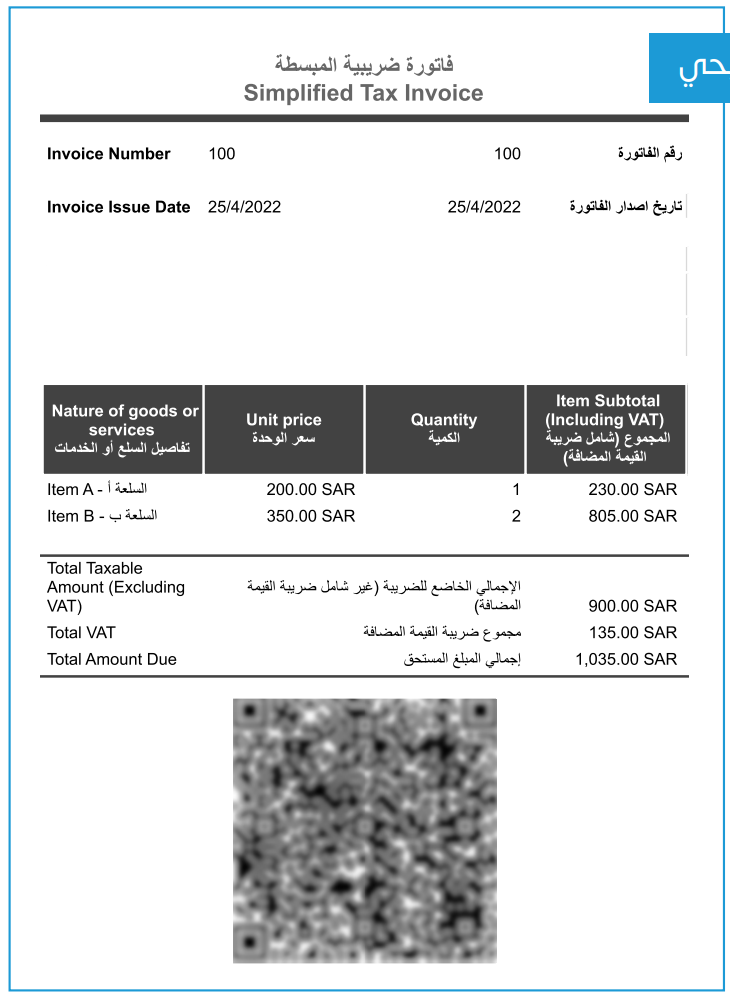 فاتورة ضريبية المبسطة
Simplified Tax Invoice
حي
Invoice Number 100 100 رقم الفاتورة
Invoice Issue Date 25/4/2022 25/4/2022 تاريخ اصدار الفاتورة
Nature of goods or
services
تفاصيل السلع أو الخدمات
Unit price
سعر الوحدة
Quantity
الكمية
Item Subtotal
(Including VAT)
المجموع (شامل ضريبة
القيمة المضافة)
Item A - السلعة أ 200.00 SAR 1 230.00 SAR
Item B - السلعة ب 350.00 SAR 2 805.00 SAR
Total Taxable
Amount (Excluding
VAT)
الإجمالي الخاضع للضريبة (غير شامل ضريبة القيمة
المضافة)
900.00 SAR
Total VAT مجموع ضريبة القيمة المضافة 135.00 SAR
Total Amount Due إجمالي المبلغ المستحق 1,035.00 SAR